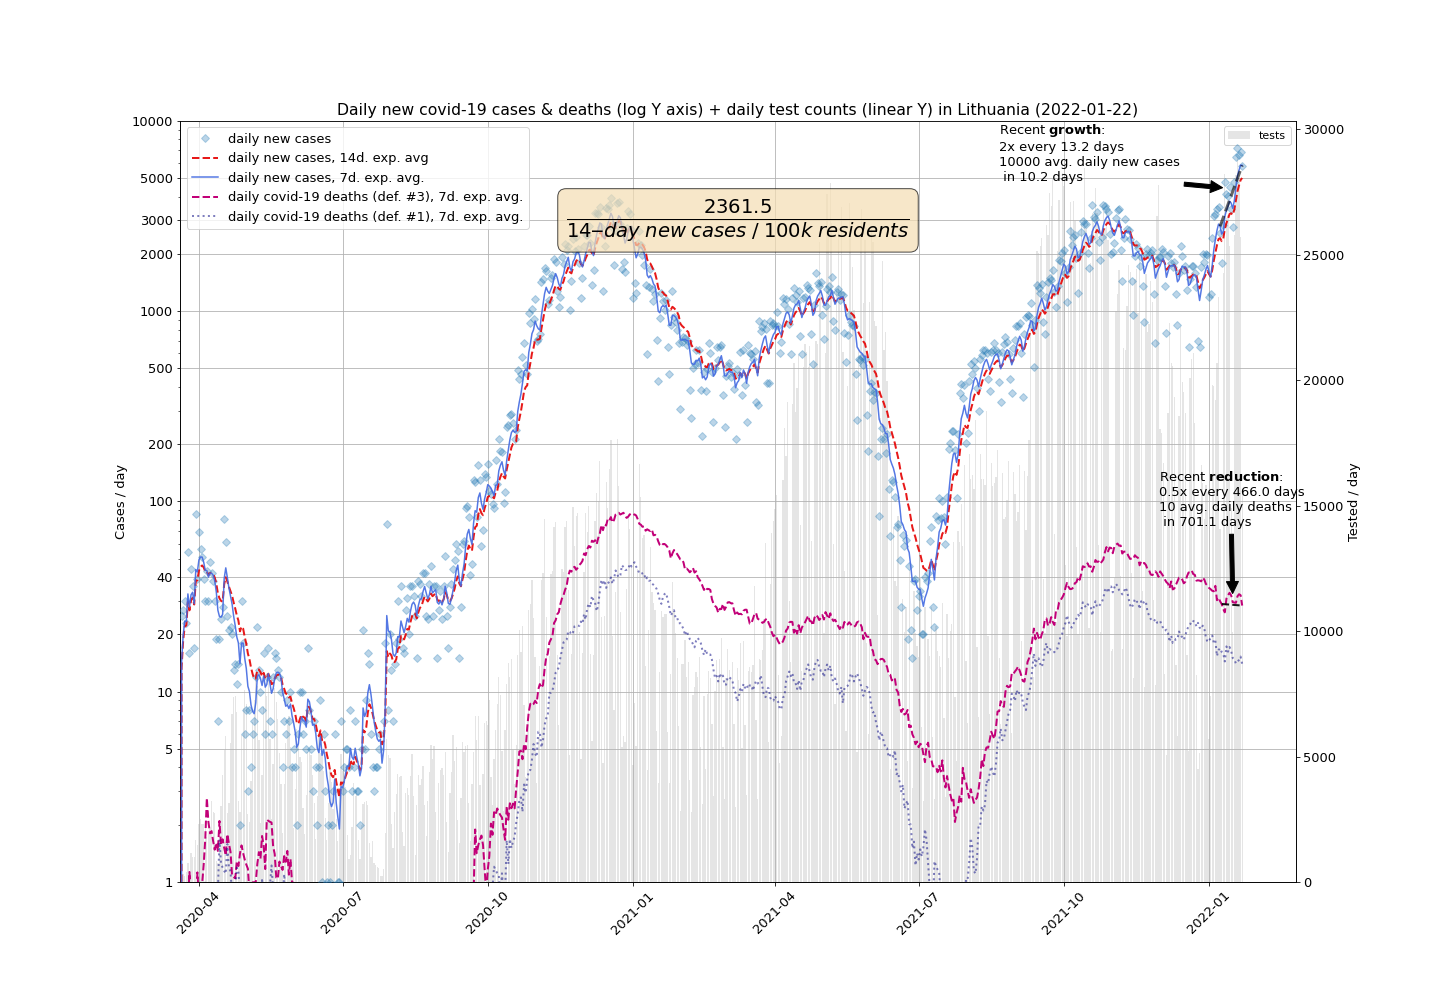 Daily new covid-19 cases & deaths (log Y axis) + daily test counts (linear Y) in Lithuania (2022-01-22)
daily new cases
daily new cases, 14d. exp. avg
daily new cases, 7d. exp. avg.
daily covid-19 deaths (def. #3), 7d. exp. avg.
daily covid-19 deaths (def. #1), 7d. exp. avg.
2361.5
14–day new cases / 100k residents
Recent growth:
2x every 13.2 days
10000 avg. daily new cases
in 10.2 days
tests
Recent reduction:
0.5x every 466.0 days
10 avg. daily deaths
in 701.1 days
Cases / day
10000
5000
3000
2000
1000
500
200
100
40
20
10
5
1
Tested / day
30000
25000
20000
15000
10000
5000
0
2020-04
2020-07
2020-10
2021-01
2021-04
2021-07
2021-10
2022-01